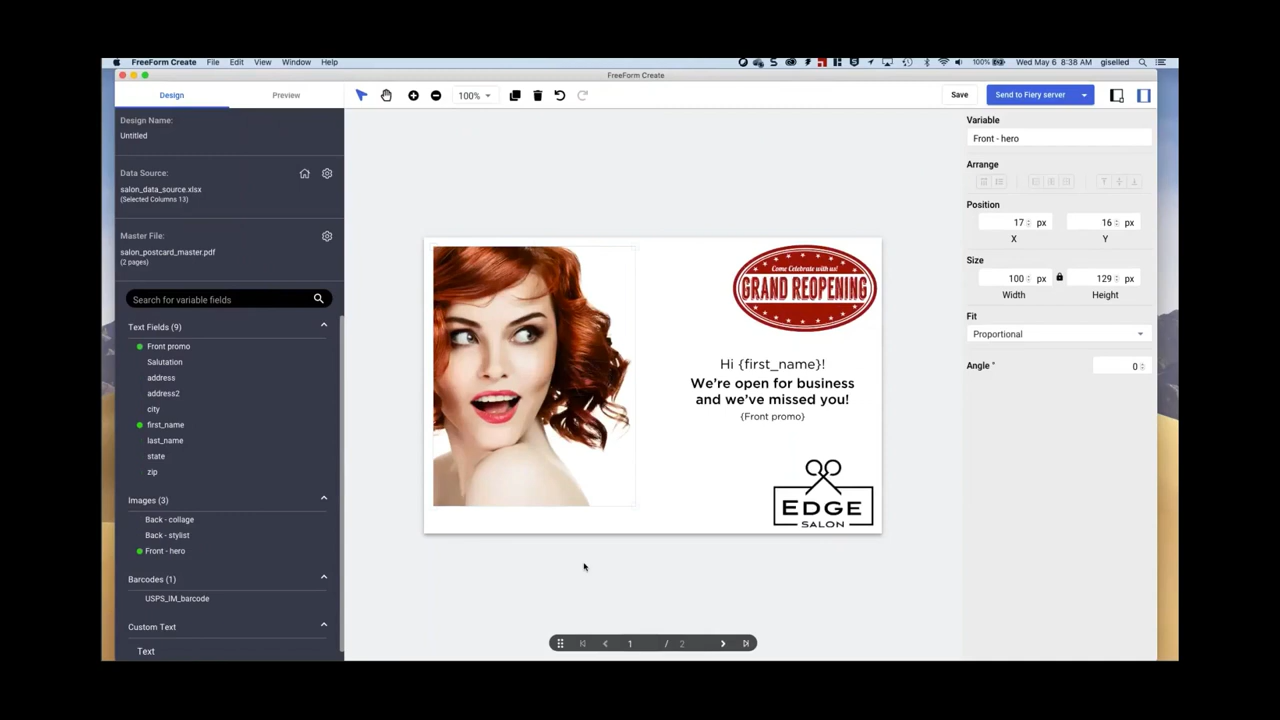 FreeForm Create File Edit View Window Help
100% Wed May 6 8:38 AM giselled
FreeForm Create
Design Preview
100%
Save Send to Fiery server
Design Name:
Untitled
Data Source:
salon_data_source.xlsx
(Selected Columns 13)
Master File:
salon_postcard_master.pdf
(2 pages)
Search for variable fields
Text Fields (9)
Front promo
Salutation
address
address2
city
first_name
last_name
state
zip
Images (3)
Back - collage
Back - stylist
Front - hero
Barcodes (1)
USPS_IM_barcode
Custom Text
Text
Come Celebrate with us!
GRAND REOPENING
Hi {first_name}!
We're open for business
and we've missed you!
{Front promo}
EDGE
SALON
1 / 2
Variable
Front - hero
Arrange
Position
17 px 16 px
X Y
Size
100 px 129 px
Width Height
Fit
Proportional
Angle ° 0